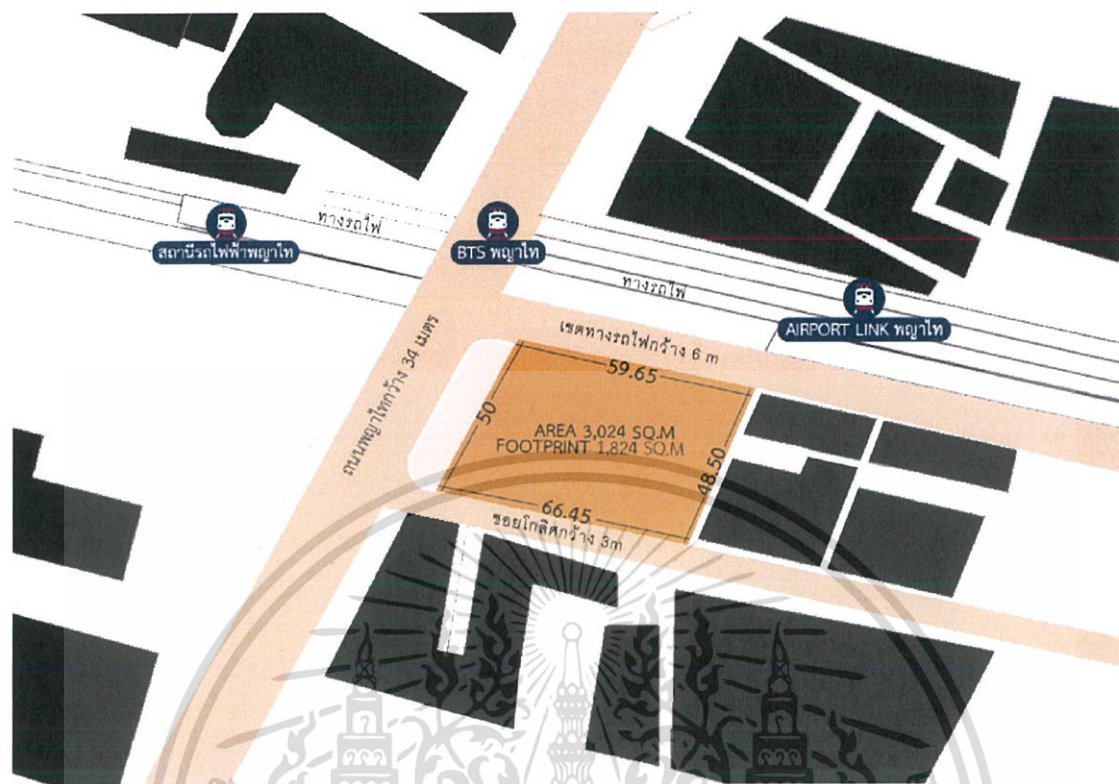 ทางรถไฟ
สถานีรถไฟฟ้าพญาไท
BTS พญาไท
ทางรถไฟ
AIRPORT LINK พญาไท
เขตทางรถไฟกว้าง 6 m
59.65
ถนนพญาไทกว้าง 34 เมตร
50
AREA 3,024 SQ.M
FOOTPRINT 1,824 SQ.M
48.50
66.45
ซอยโกลิศกว้าง 3m